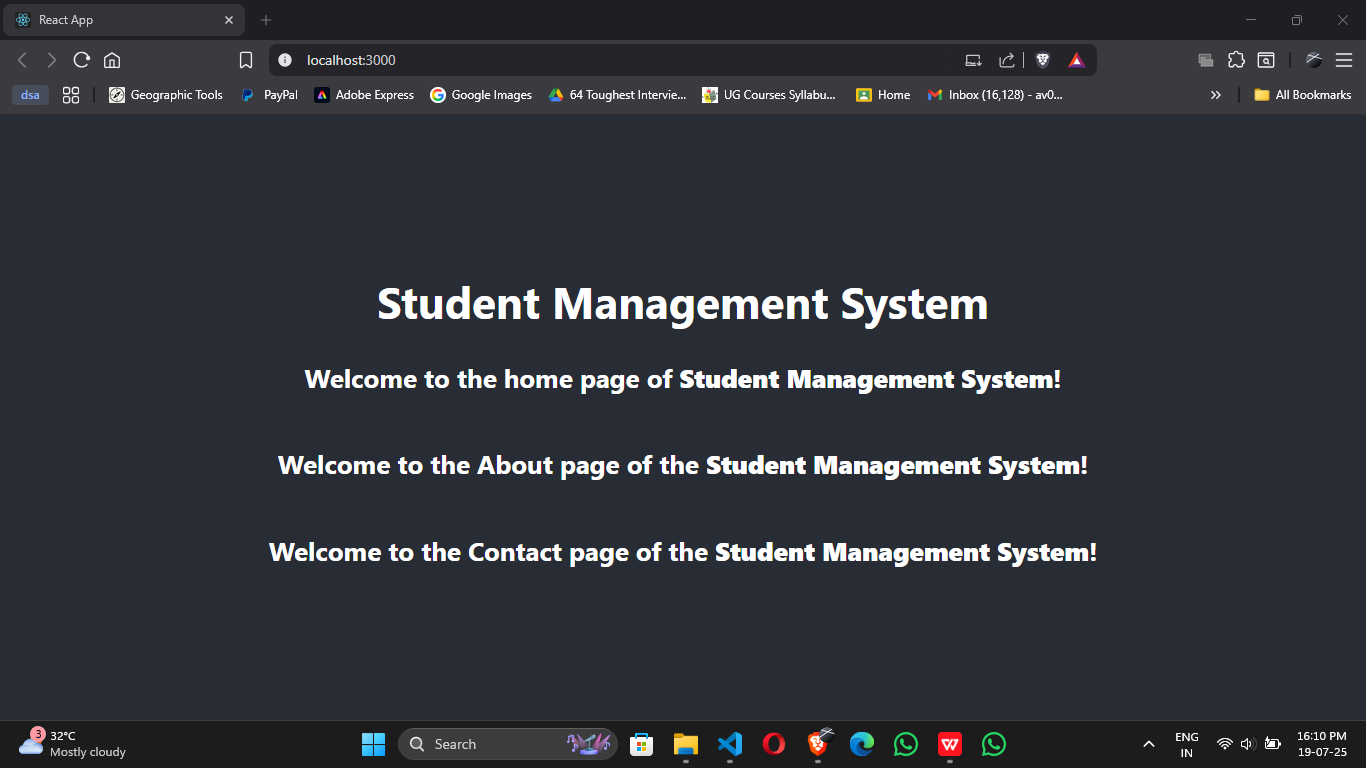 React App
localhost:3000
dsa
Geographic Tools
PayPal
Adobe Express
Google Images
64 Toughest Intervie...
UG Courses Syllabu...
Home
Inbox (16,128) - av0...
All Bookmarks
Student Management System
Welcome to the home page of Student Management System!
Welcome to the About page of the Student Management System!
Welcome to the Contact page of the Student Management System!
3
32°C
Mostly cloudy
Search
W
ENG
IN
16:10 PM
19-07-25